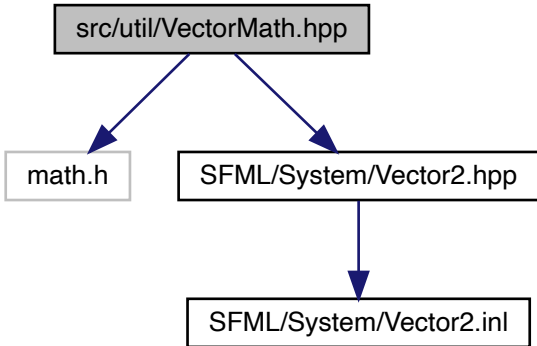 src/util/VectorMath.hpp
math.h
SFML/System/Vector2.hpp
SFML/System/Vector2.inl